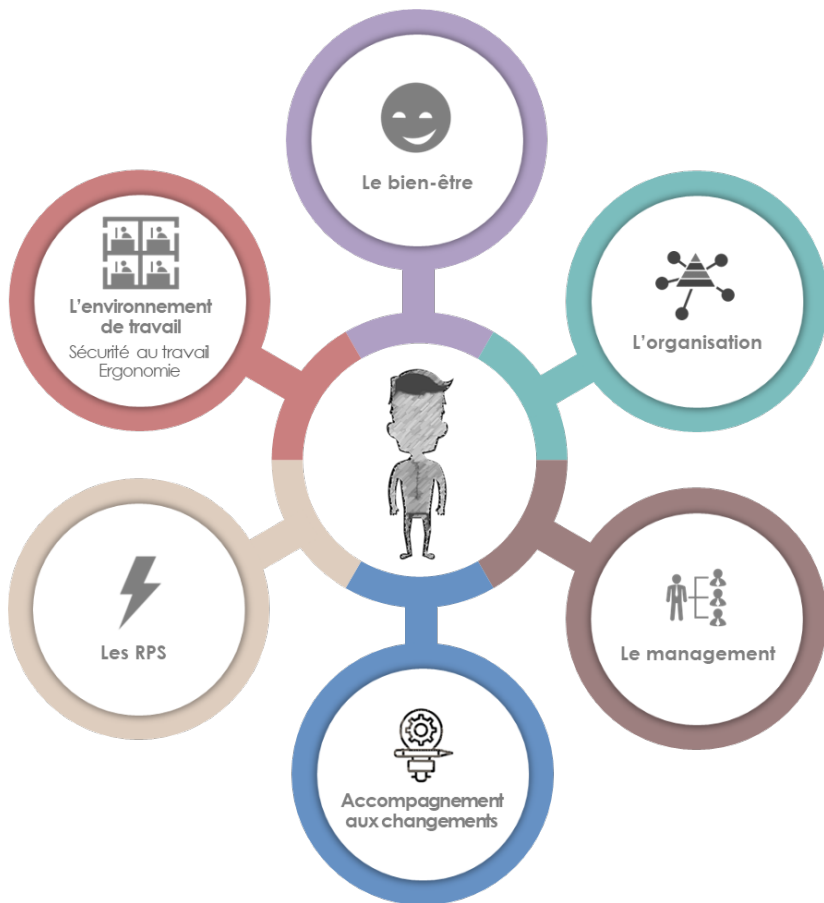 Le bien-être
L'organisation
Le management
Accompagnement
aux changements
Les RPS
L'environnement
de travail
Sécurité au travail
Ergonomie